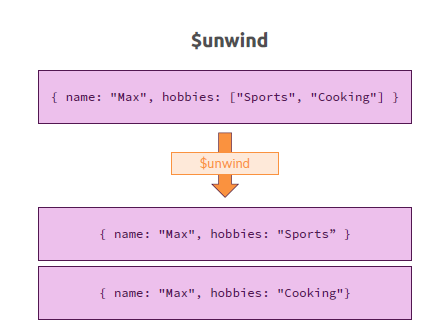 $unwind
{ name: "Max", hobbies: ["Sports", "Cooking"] }
$unwind
{ name: "Max", hobbies: "Sports” }
{ name: "Max", hobbies: "Cooking"}